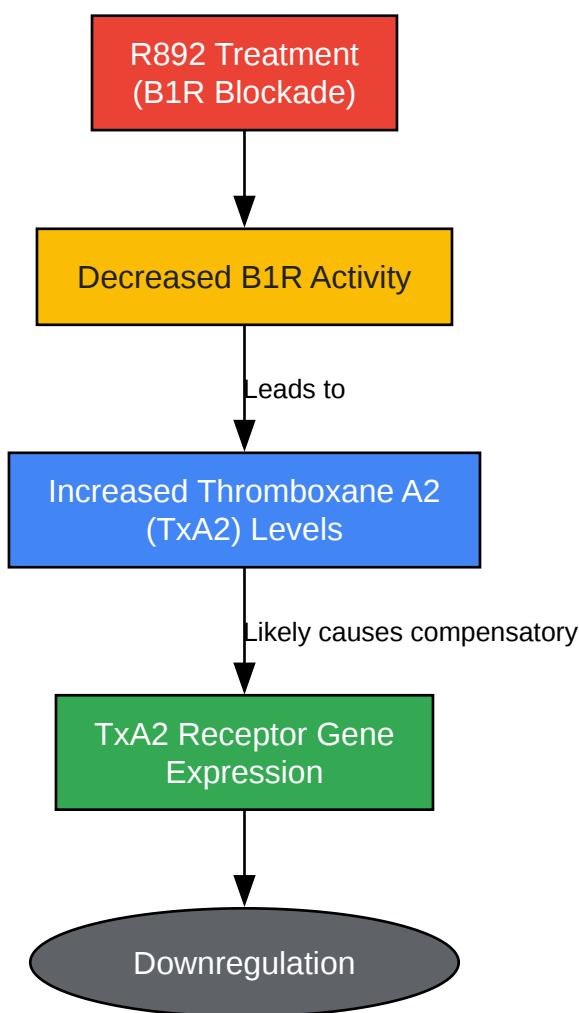 R892 Treatment
(B1R Blockade)
Decreased B1R Activity
Leads to
Increased Thromboxane A2
(TxA2) Levels
Likely causes compensatory
TxA2 Receptor Gene
Expression
Downregulation